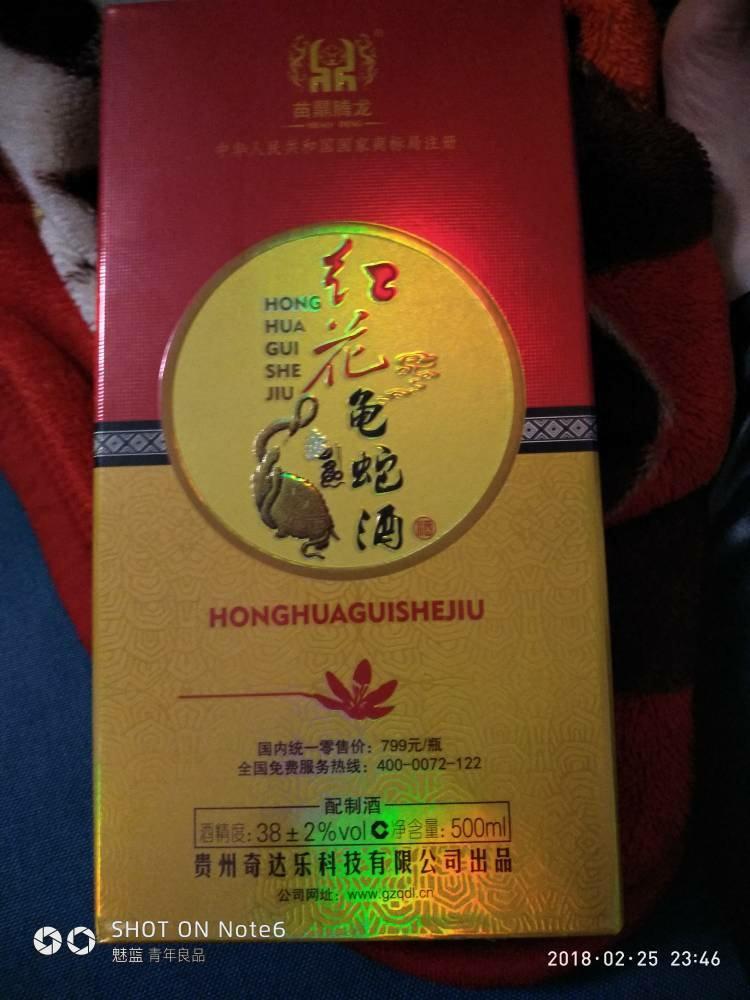 苗鼎腾龙
MIAO DING
中华人民共和国国家商标局注册
红花
龟蛇酒
HONG
HUA
GUI
SHE
JIU
HONGHUAGUISHEJIU
国内统一零售价：799元/瓶
全国免费服务热线：400-0072-122
配制酒
酒精度：38±2%vol 净含量：500ml
贵州奇达乐科技有限公司出品
公司网址：www.gzqdl.cn
SHOT ON Note6
魅蓝 青年良品
2018·02·25 23:46